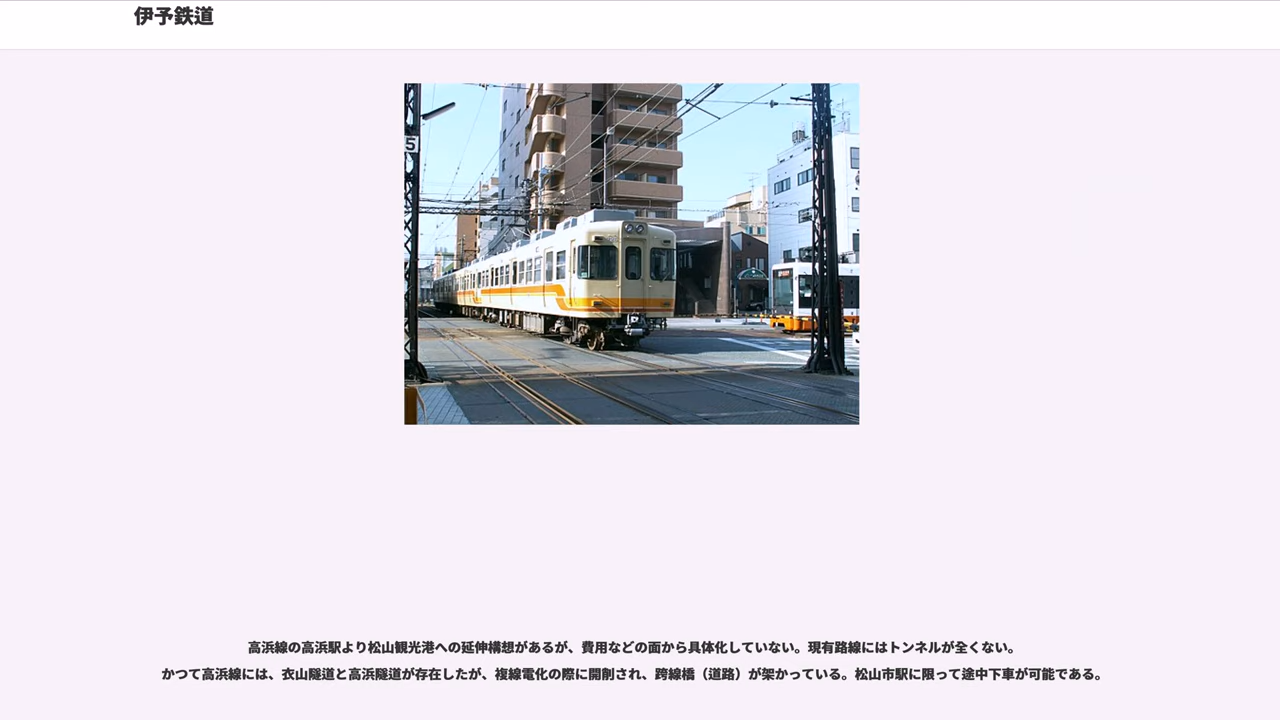 伊予鉄道
5
高浜線の高浜駅より松山観光港への延伸構想があるが、費用などの面から具体化していない。現有路線にはトンネルが全くない。
かつて高浜線には、衣山隧道と高浜隧道が存在したが、複線電化の際に開削され、跨線橋（道路）が架かっている。松山市駅に限って途中下車が可能である。